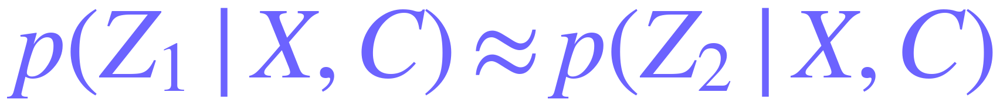 p(Z₁ | X, C) ≈ p(Z₂ | X, C)